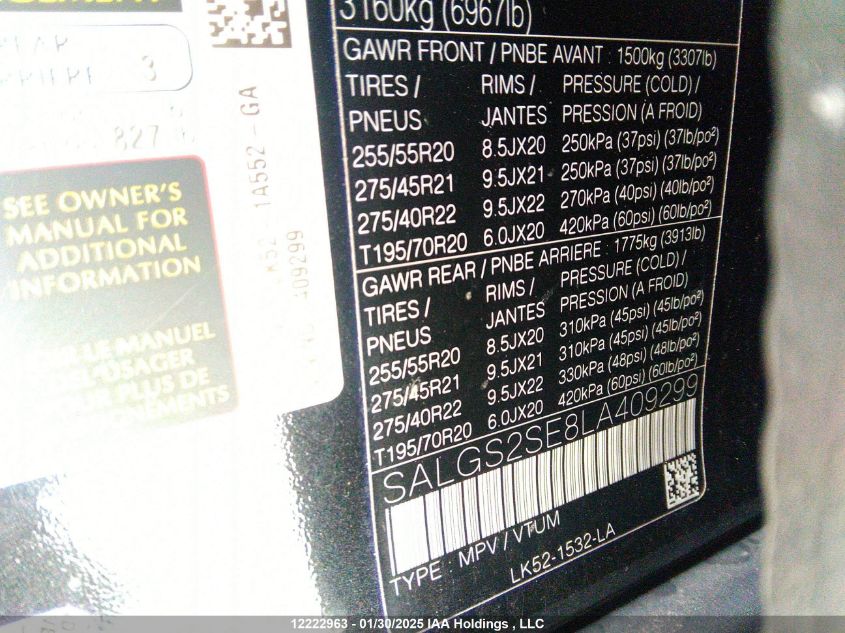 3160kg (6967lb)
GAWR FRONT / PNBE AVANT : 1500kg (3307lb)
TIRES / RIMS / PRESSURE (COLD) /
PNEUS JANTES PRESSION (A FROID)
255/55R20 8.5JX20 250kPa (37psi) (37lb/po²)
275/45R21 9.5JX21 250kPa (37psi) (37lb/po²)
275/40R22 9.5JX22 270kPa (40psi) (40lb/po²)
T195/70R20 6.0JX20 420kPa (60psi) (60lb/po²)
GAWR REAR / PNBE ARRIERE : 1775kg (3913lb)
TIRES / RIMS / PRESSURE (COLD) /
PNEUS JANTES PRESSION (A FROID)
255/55R20 8.5JX20 310kPa (45psi) (45lb/po²)
275/45R21 9.5JX21 310kPa (45psi) (45lb/po²)
275/40R22 9.5JX22 330kPa (48psi) (48lb/po²)
T195/70R20 6.0JX20 420kPa (60psi) (60lb/po²)
SALGS2SE8LA409299
TYPE : MPV / VTUM
LK52-1532-LA
3
827
SEE OWNER'S
MANUAL FOR
ADDITIONAL
INFORMATION
MANUEL
PLUS DE
1A552-GA
409299
12222963 - 01/30/2025 IAA Holdings, LLC